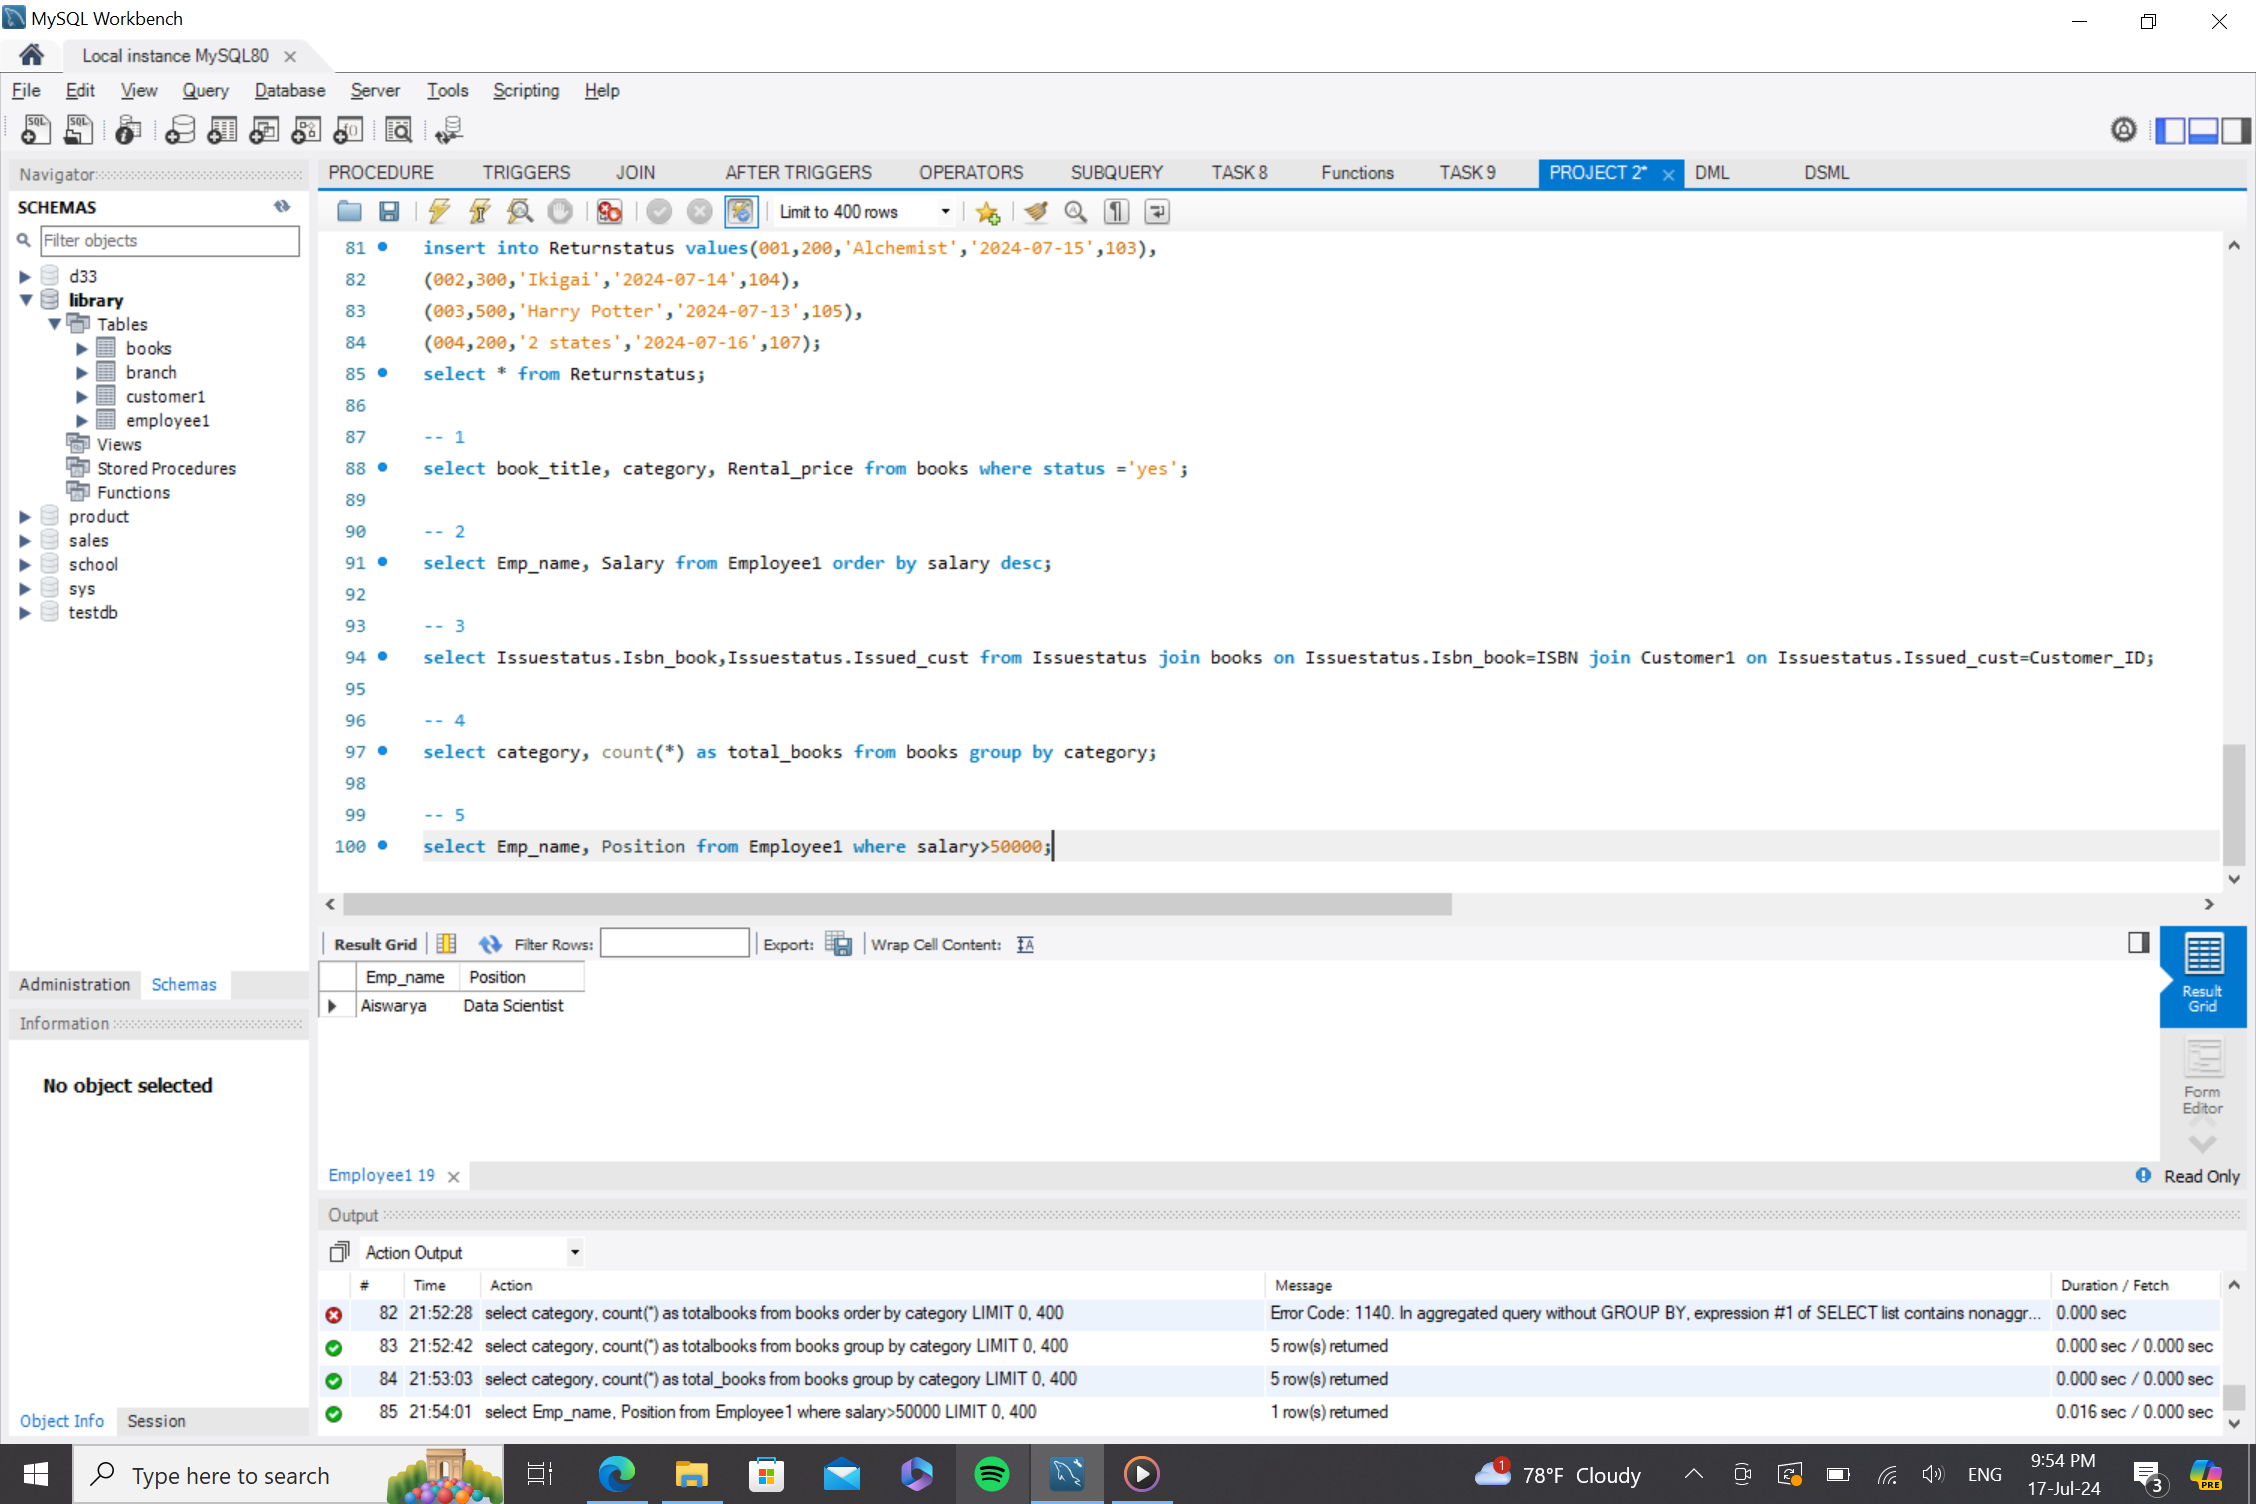 MySQL Workbench
Local instance MySQL80
File Edit View Query Database Server Tools Scripting Help
Navigator
SCHEMAS
Filter objects
d33
library
Tables
books
branch
customer1
employee1
Views
Stored Procedures
Functions
product
sales
school
sys
testdb
Administration Schemas
Information
No object selected
Object Info Session
PROCEDURE TRIGGERS JOIN AFTER TRIGGERS OPERATORS SUBQUERY TASK 8 Functions TASK 9 PROJECT 2* DML DSML
Limit to 400 rows
81 insert into Returnstatus values(001,200,'Alchemist','2024-07-15',103),
82 (002,300,'Ikigai','2024-07-14',104),
83 (003,500,'Harry Potter','2024-07-13',105),
84 (004,200,'2 states','2024-07-16',107);
85 select * from Returnstatus;
86
87 -- 1
88 select book_title, category, Rental_price from books where status ='yes';
89
90 -- 2
91 select Emp_name, Salary from Employee1 order by salary desc;
92
93 -- 3
94 select Issuestatus.Isbn_book,Issuestatus.Issued_cust from Issuestatus join books on Issuestatus.Isbn_book=ISBN join Customer1 on Issuestatus.Issued_cust=Customer_ID;
95
96 -- 4
97 select category, count(*) as total_books from books group by category;
98
99 -- 5
100 select Emp_name, Position from Employee1 where salary>50000;
Result Grid Filter Rows: Export: Wrap Cell Content:
Emp_name Position
Aiswarya Data Scientist
Result Grid
Form Editor
Employee1 19
Read Only
Output
Action Output
# Time Action Message Duration / Fetch
82 21:52:28 select category, count(*) as totalbooks from books order by category LIMIT 0, 400 Error Code: 1140. In aggregated query without GROUP BY, expression #1 of SELECT list contains nonaggr... 0.000 sec
83 21:52:42 select category, count(*) as totalbooks from books group by category LIMIT 0, 400 5 row(s) returned 0.000 sec / 0.000 sec
84 21:53:03 select category, count(*) as total_books from books group by category LIMIT 0, 400 5 row(s) returned 0.000 sec / 0.000 sec
85 21:54:01 select Emp_name, Position from Employee1 where salary>50000 LIMIT 0, 400 1 row(s) returned 0.016 sec / 0.000 sec
Type here to search
1
78°F Cloudy
ENG
9:54 PM
17-Jul-24
3
PRE